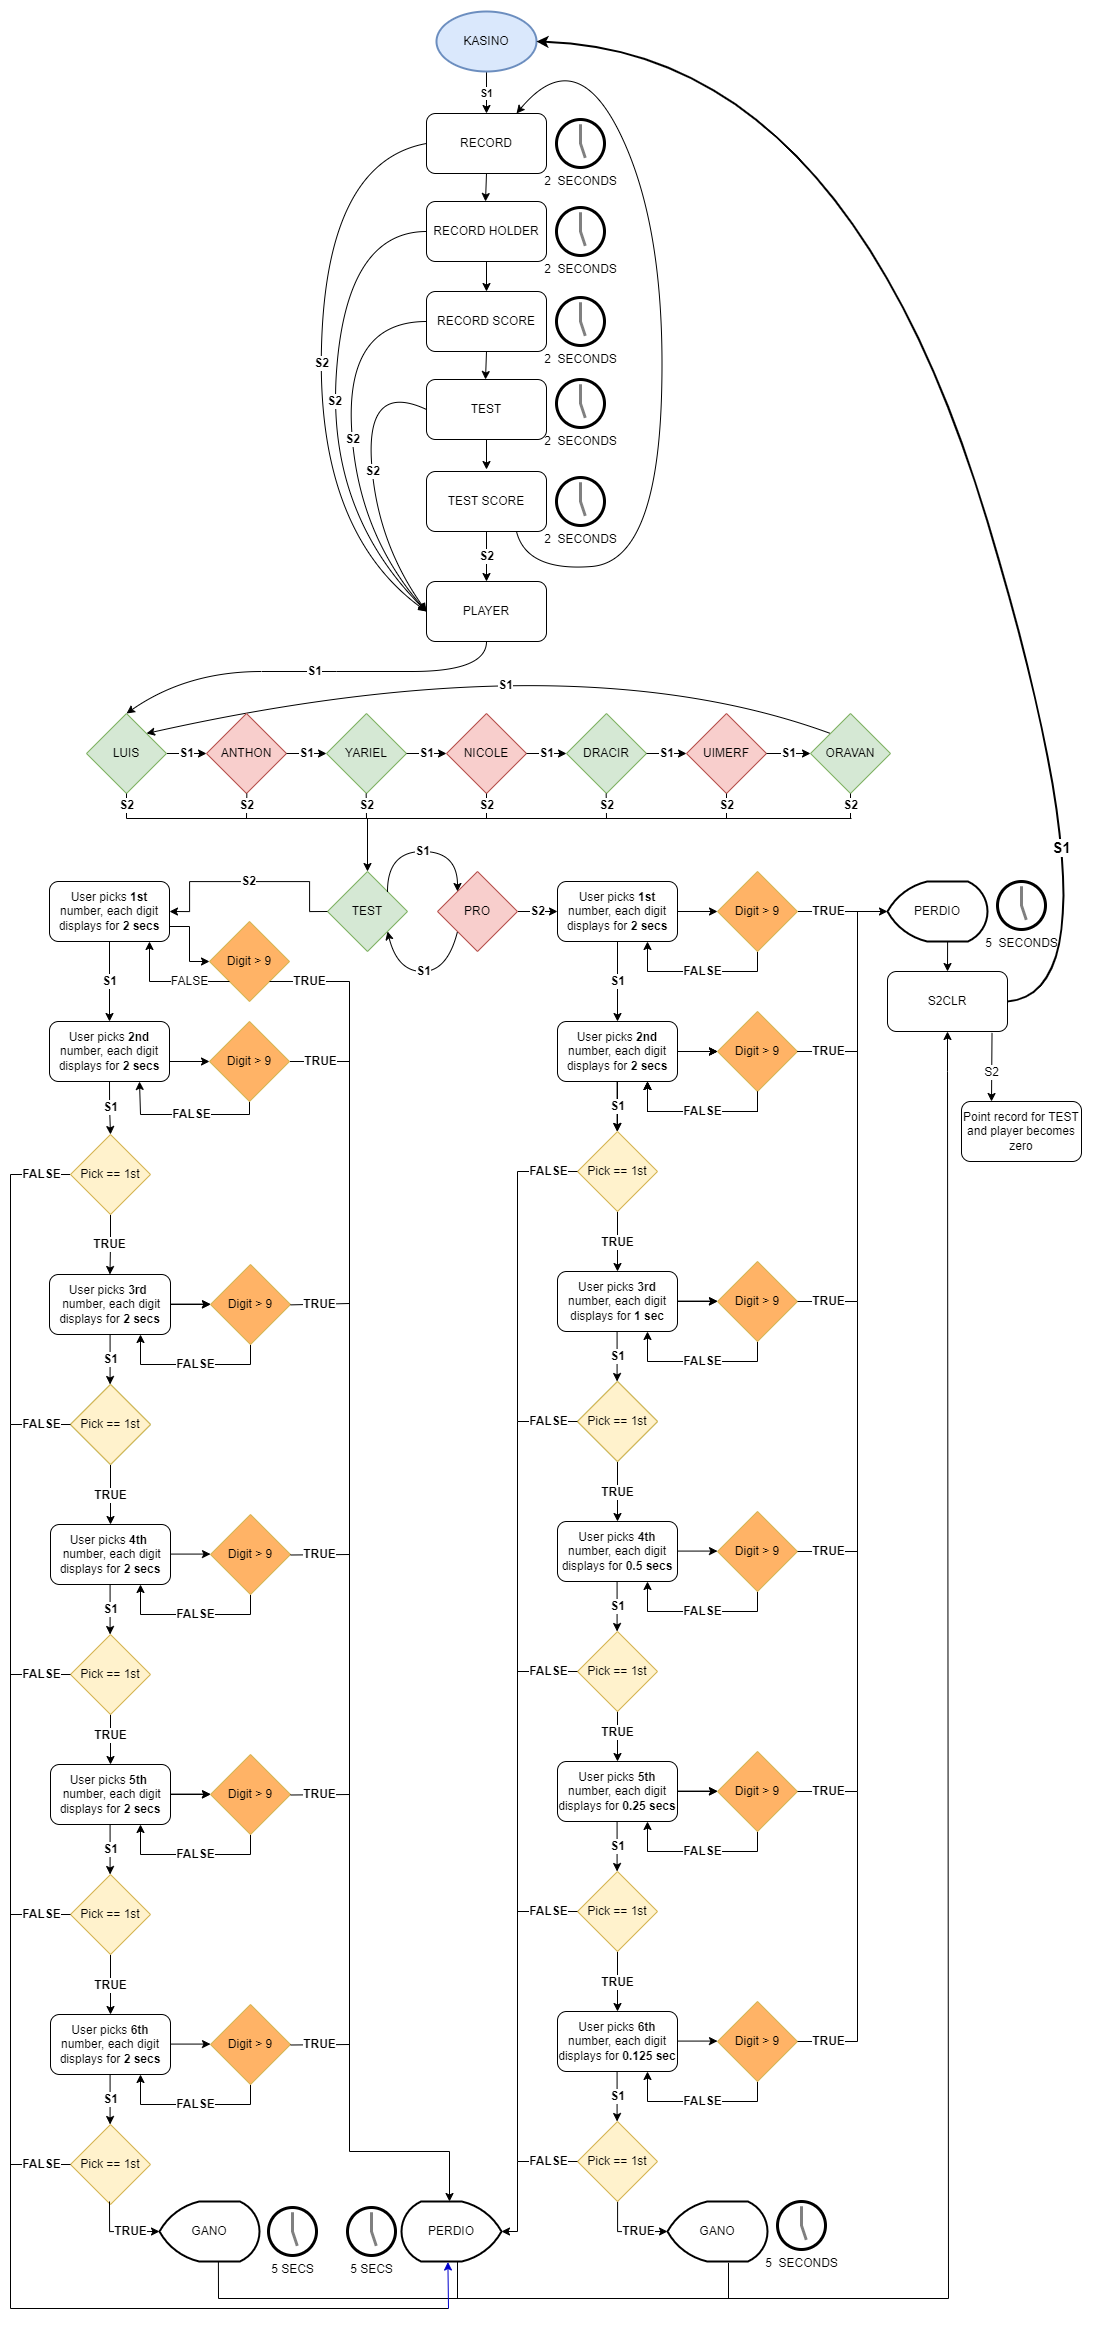 KASINO
S1
RECORD
2 SECONDS
RECORD HOLDER
2 SECONDS
RECORD SCORE
2 SECONDS
S2
S2
TEST
S2
2 SECONDS
S2
TEST SCORE
2 SECONDS
S2
PLAYER
S1
S1
LUIS
S1
ANTHON
S1
YARIEL
S1
NICOLE
S1
DRACIR
S1
UIMERF
S1
ORAVAN
S2
S2
S2
S2
S2
S2
S2
S1
S1
S2
TEST
PRO
S2
S1
User picks 1st
number, each digit
displays for 2 secs
Digit > 9
FALSE
TRUE
S1
User picks 2nd
number, each digit
displays for 2 secs
Digit > 9
TRUE
FALSE
S1
Pick == 1st
FALSE
TRUE
User picks 3rd
number, each digit
displays for 2 secs
Digit > 9
TRUE
FALSE
S1
Pick == 1st
FALSE
TRUE
User picks 4th
number, each digit
displays for 2 secs
Digit > 9
TRUE
FALSE
S1
Pick == 1st
FALSE
TRUE
User picks 5th
number, each digit
displays for 2 secs
Digit > 9
TRUE
FALSE
S1
Pick == 1st
FALSE
TRUE
User picks 6th
number, each digit
displays for 2 secs
Digit > 9
TRUE
FALSE
S1
Pick == 1st
FALSE
TRUE
GANO
5 SECS
5 SECS
PERDIO
User picks 1st
number, each digit
displays for 2 secs
Digit > 9
TRUE
FALSE
S1
User picks 2nd
number, each digit
displays for 2 secs
Digit > 9
TRUE
FALSE
S1
Pick == 1st
FALSE
TRUE
User picks 3rd
number, each digit
displays for 1 sec
Digit > 9
TRUE
FALSE
S1
Pick == 1st
FALSE
TRUE
User picks 4th
number, each digit
displays for 0.5 secs
Digit > 9
TRUE
FALSE
S1
Pick == 1st
FALSE
TRUE
User picks 5th
number, each digit
displays for 0.25 secs
Digit > 9
TRUE
FALSE
S1
Pick == 1st
FALSE
TRUE
User picks 6th
number, each digit
displays for 0.125 sec
Digit > 9
TRUE
FALSE
S1
Pick == 1st
FALSE
TRUE
GANO
5 SECONDS
PERDIO
5 SECONDS
S2CLR
S2
Point record for TEST
and player becomes
zero